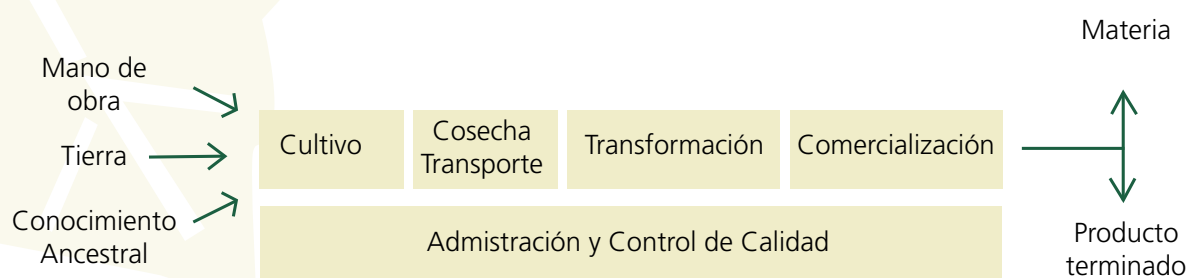 Mano de
obra
Tierra
Conocimiento
Ancestral
Cultivo
Cosecha
Transporte
Transformación
Comercialización
Admistración y Control de Calidad
Materia
Producto
terminado